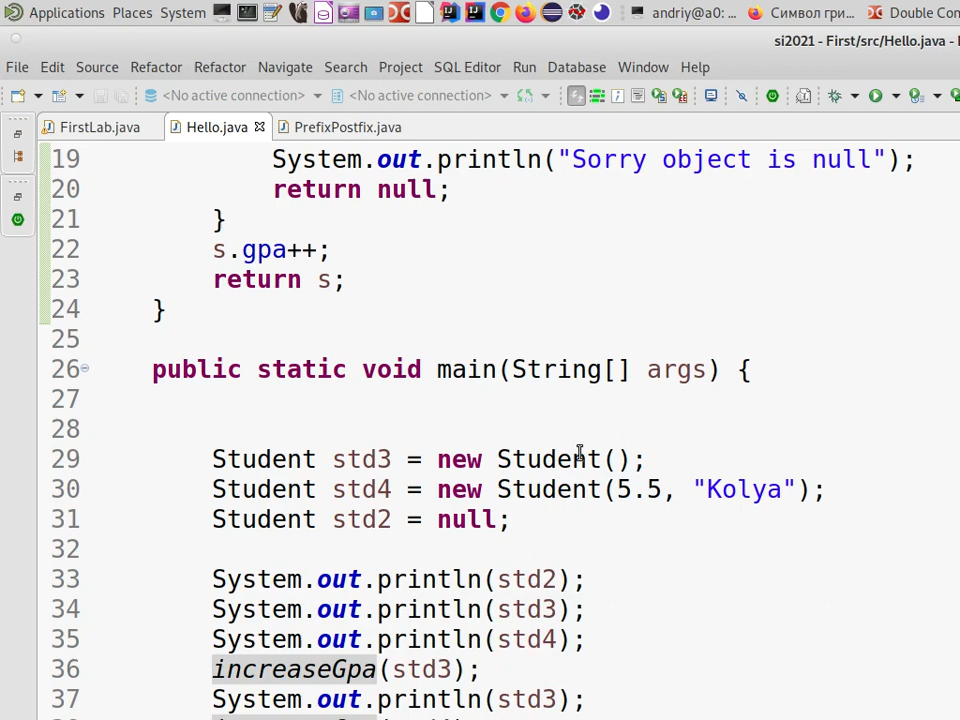 Applications Places System andriy@a0: ... Символ гри... Double Con
si2021 - First/src/Hello.java -
File Edit Source Refactor Refactor Navigate Search Project SQL Editor Run Database Window Help
<No active connection> <No active connection>
FirstLab.java Hello.java PrefixPostfix.java
19 System.out.println("Sorry object is null");
20 return null;
21 }
22 s.gpa++;
23 return s;
24 }
25
26 public static void main(String[] args) {
27
28
29 Student std3 = new Student();
30 Student std4 = new Student(5.5, "Kolya");
31 Student std2 = null;
32
33 System.out.println(std2);
34 System.out.println(std3);
35 System.out.println(std4);
36 increaseGpa(std3);
37 System.out.println(std3);